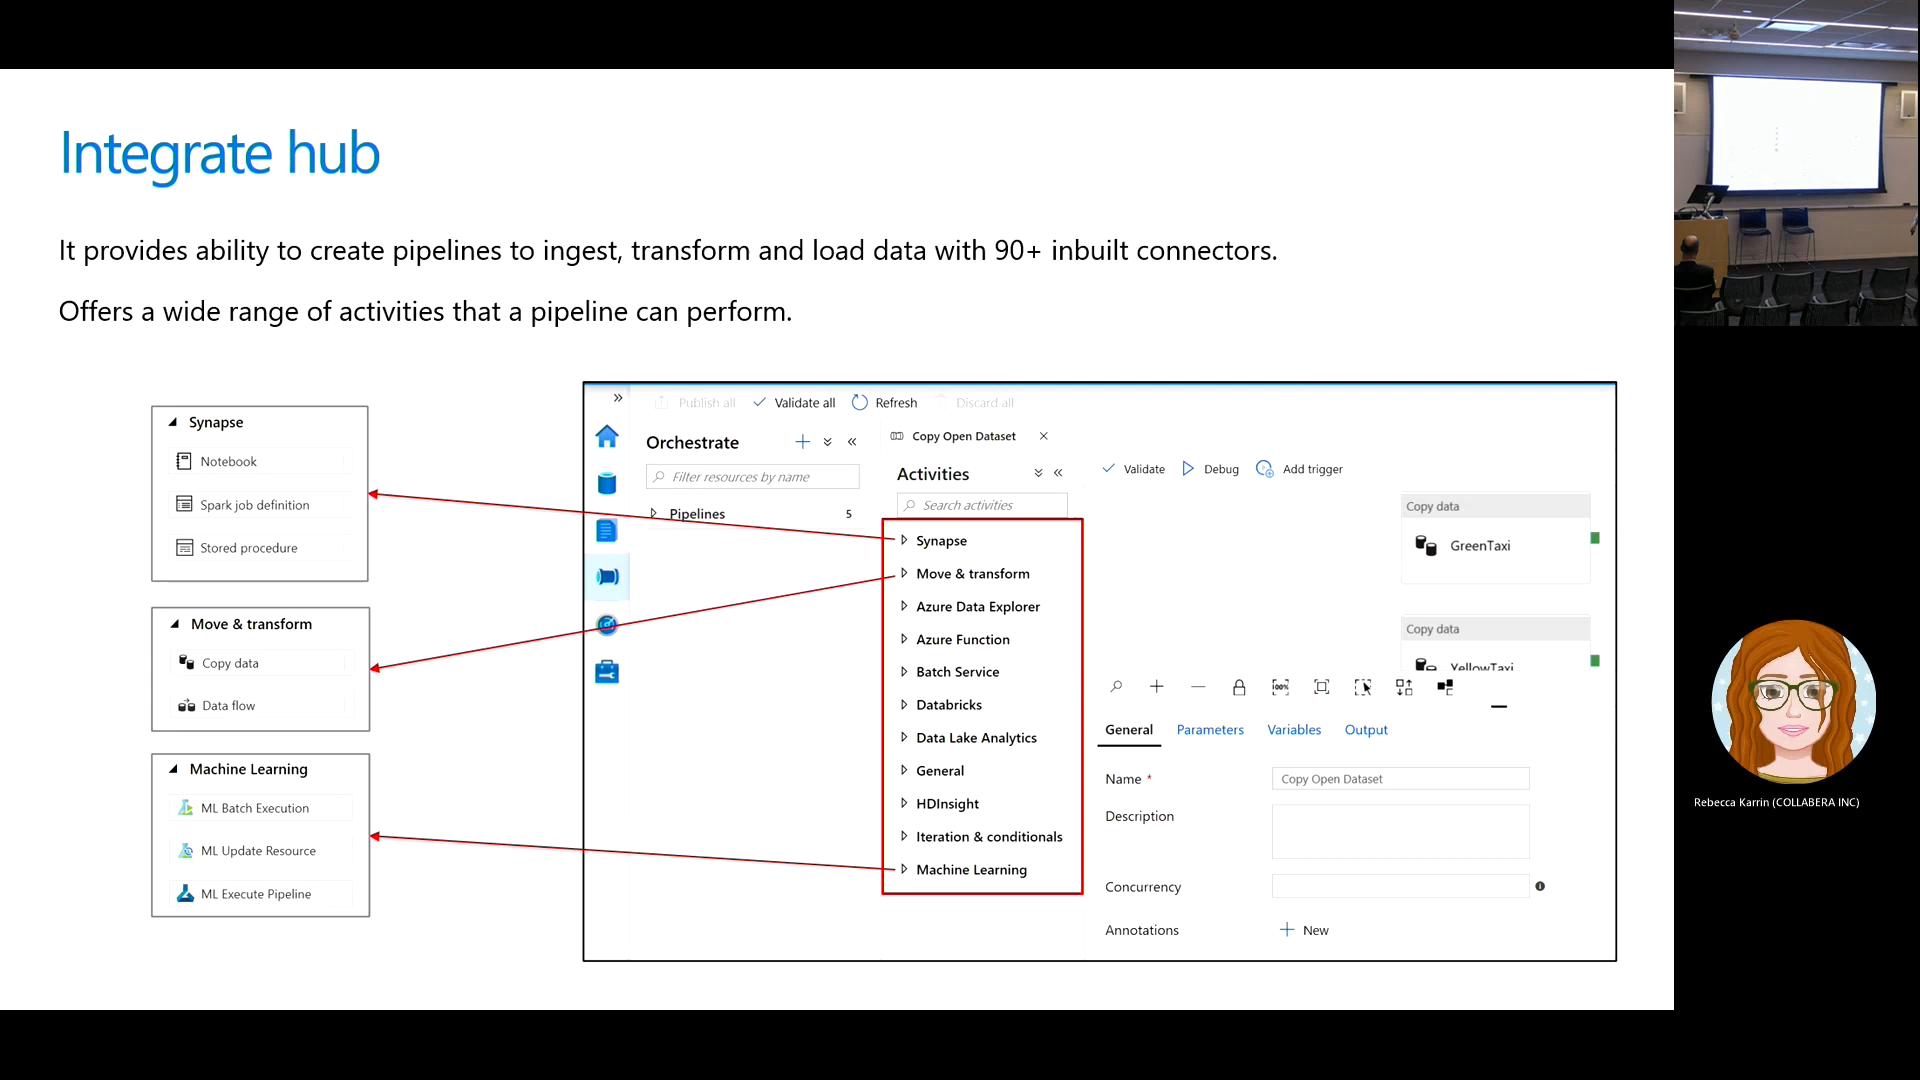 Integrate hub
It provides ability to create pipelines to ingest, transform and load data with 90+ inbuilt connectors.
Offers a wide range of activities that a pipeline can perform.
Synapse
Notebook
Spark job definition
Stored procedure
Move & transform
Copy data
Data flow
Machine Learning
ML Batch Execution
ML Update Resource
ML Execute Pipeline
Publish all
Validate all
Refresh
Discard all
Orchestrate
Filter resources by name
Pipelines 5
Copy Open Dataset
Activities
Search activities
Synapse
Move & transform
Azure Data Explorer
Azure Function
Batch Service
Databricks
Data Lake Analytics
General
HDInsight
Iteration & conditionals
Machine Learning
Validate
Debug
Add trigger
Copy data
GreenTaxi
Copy data
YellowTaxi
100%
General
Parameters
Variables
Output
Name *
Copy Open Dataset
Description
Concurrency
Annotations
New
Rebecca Karrin (COLLABERA INC)